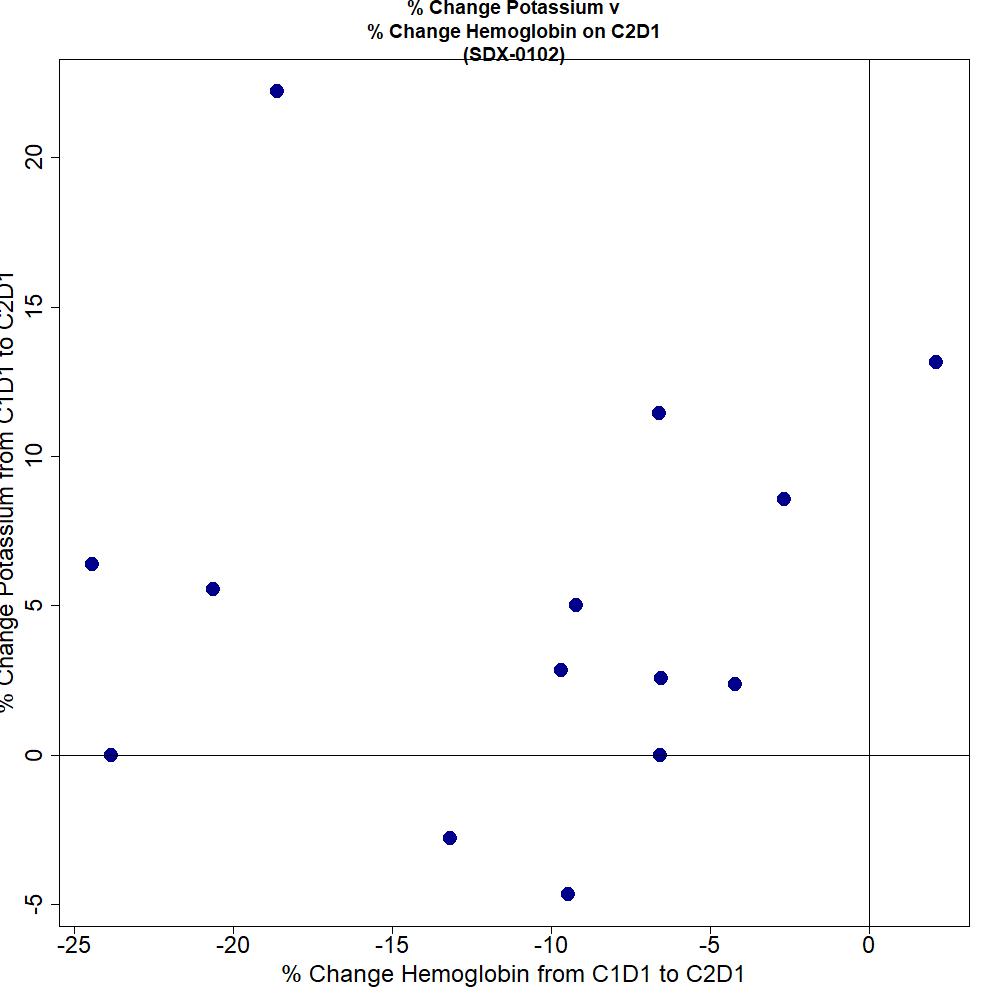 % Change Potassium v
% Change Hemoglobin on C2D1
(SDX-0102)
% Change Potassium from C1D1 to C2D1
20
15
10
5
0
-5
-25
-20
-15
-10
-5
0
% Change Hemoglobin from C1D1 to C2D1